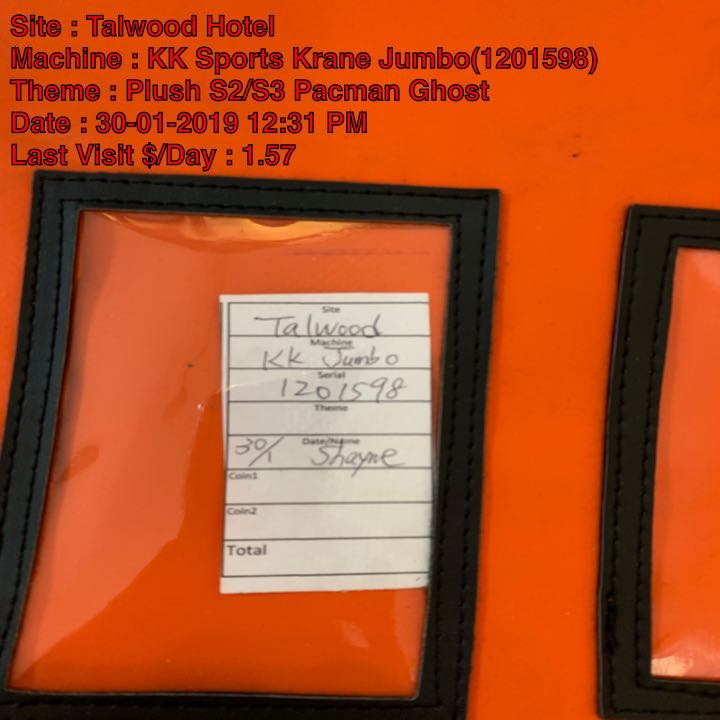 Site : Talwood Hotel
Machine : KK Sports Krane Jumbo(1201598)
Theme : Plush S2/S3 Pacman Ghost
Date : 30-01-2019 12:31 PM
Last Visit $/Day : 1.57
Site
Talwood
Machine
KK Jumbo
Serial
1201598
Theme
Date/Name
30/1 Shayne
Coin1
Coin2
Total